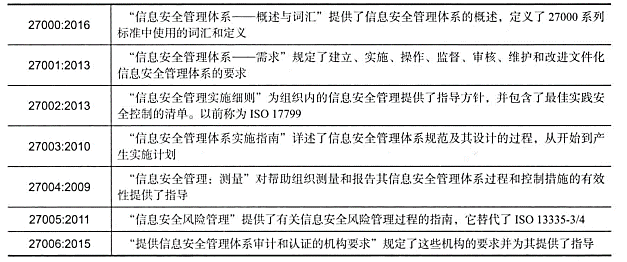 27000:2016
“信息安全管理体系——概述与词汇”提供了信息安全管理体系的概述，定义了 27000 系列
标准中使用的词汇和定义
27001:2013
“信息安全管理体系——需求”规定了建立、实施、操作、监督、审核、维护和改进文件化
信息安全管理体系的要求
27002:2013
“信息安全管理实施细则”为组织内的信息安全管理提供了指导方针，并包含了最佳实践安
全控制的清单。以前称为 ISO 17799
27003:2010
“信息安全管理体系实施指南”详述了信息安全管理体系规范及其设计的过程，从开始到产
生实施计划
27004:2009
“信息安全管理：测量”对帮助组织测量和报告其信息安全管理体系过程和控制措施的有效
性提供了指导
27005:2011
“信息安全风险管理”提供了有关信息安全风险管理过程的指南，它替代了 ISO 13335-3/4
27006:2015
“提供信息安全管理体系审计和认证的机构要求”规定了这些机构的要求并为其提供了指导